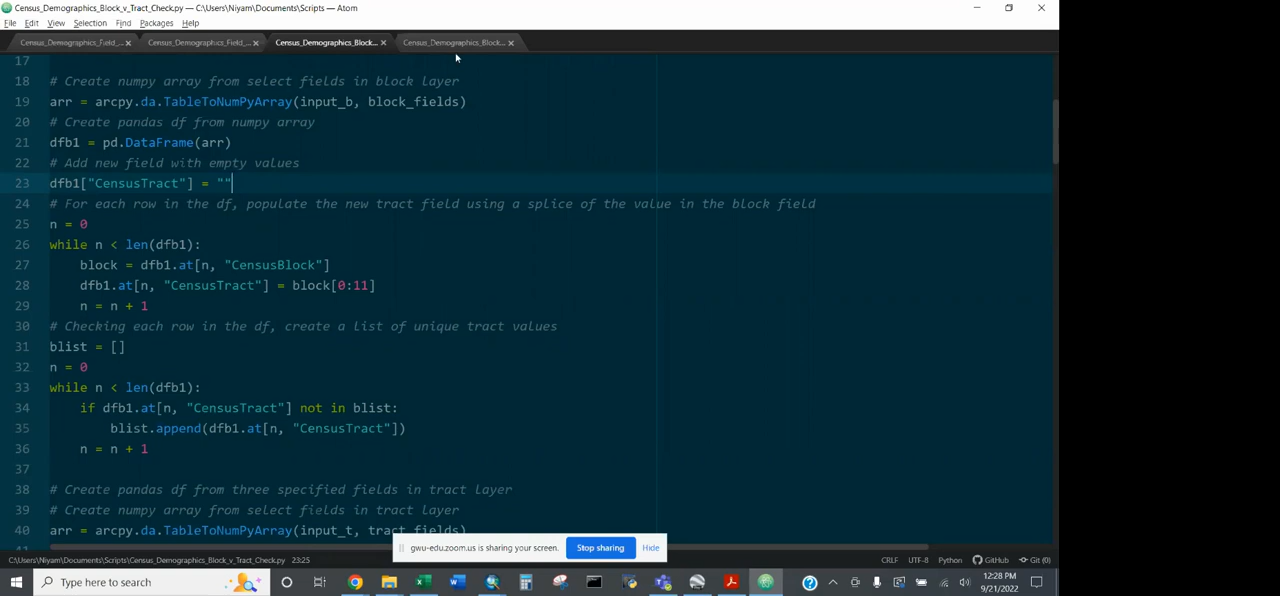 Census_Demographics_Block_v_Tract_Check.py — C:\Users\Niyam\Documents\Scripts — Atom
File Edit View Selection Find Packages Help
Census_Demographics_Field_... Census_Demographics_Field_... Census_Demographics_Block... Census_Demographics_Block...
17
18 # Create numpy array from select fields in block layer
19 arr = arcpy.da.TableToNumPyArray(input_b, block_fields)
20 # Create pandas df from numpy array
21 dfb1 = pd.DataFrame(arr)
22 # Add new field with empty values
23 dfb1["CensusTract"] = ""
24 # For each row in the df, populate the new tract field using a splice of the value in the block field
25 n = 0
26 while n < len(dfb1):
27 block = dfb1.at[n, "CensusBlock"]
28 dfb1.at[n, "CensusTract"] = block[0:11]
29 n = n + 1
30 # Checking each row in the df, create a list of unique tract values
31 blist = []
32 n = 0
33 while n < len(dfb1):
34 if dfb1.at[n, "CensusTract"] not in blist:
35 blist.append(dfb1.at[n, "CensusTract"])
36 n = n + 1
37
38 # Create pandas df from three specified fields in tract layer
39 # Create numpy array from select fields in tract layer
40 arr = arcpy.da.TableToNumPyArray(input_t, tract_fields)
gwu-edu.zoom.us is sharing your screen. Stop sharing Hide
C:\Users\Niyam\Documents\Scripts\Census_Demographics_Block_v_Tract_Check.py 23:25 CRLF UTF-8 Python GitHub Git (0)
Type here to search 12:28 PM
9/21/2022